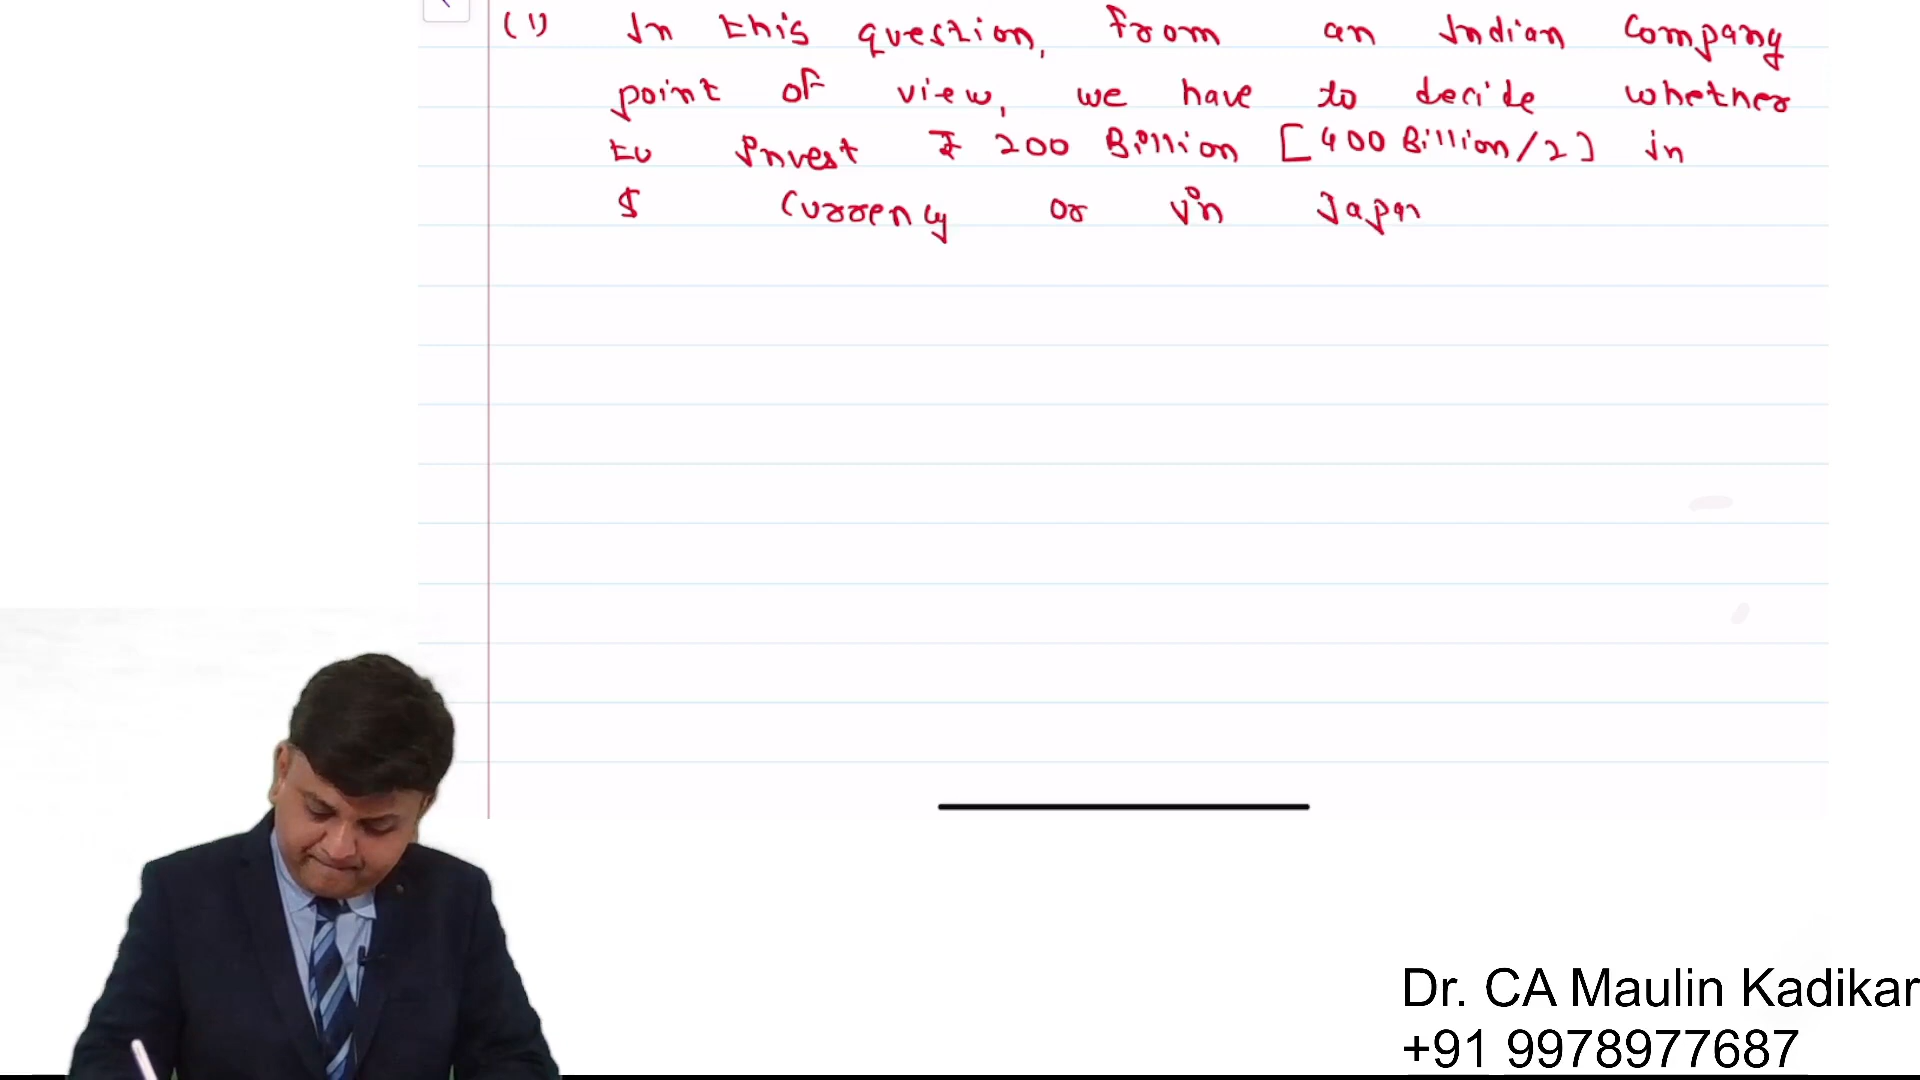 (1) In this question, from an Indian Company
point of view, we have to decide whether
to invest ₹ 200 Billion [400 Billion/2] in
$ currency or in Japan
Dr. CA Maulin Kadikar
+91 9978977687